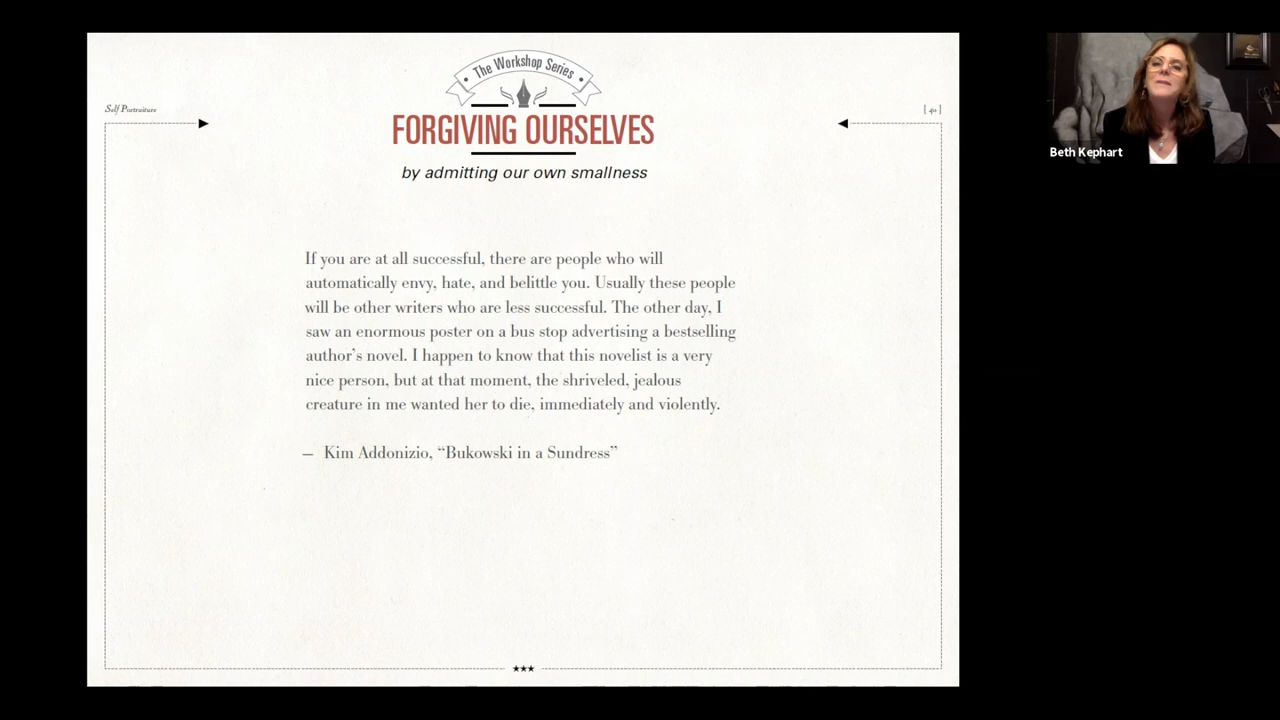 The Workshop Series
Self Portraiture
FORGIVING OURSELVES
by admitting our own smallness
If you are at all successful, there are people who will
automatically envy, hate, and belittle you. Usually these people
will be other writers who are less successful. The other day, I
saw an enormous poster on a bus stop advertising a bestselling
author’s novel. I happen to know that this novelist is a very
nice person, but at that moment, the shriveled, jealous
creature in me wanted her to die, immediately and violently.
— Kim Addonizio, “Bukowski in a Sundress”
Beth Kephart